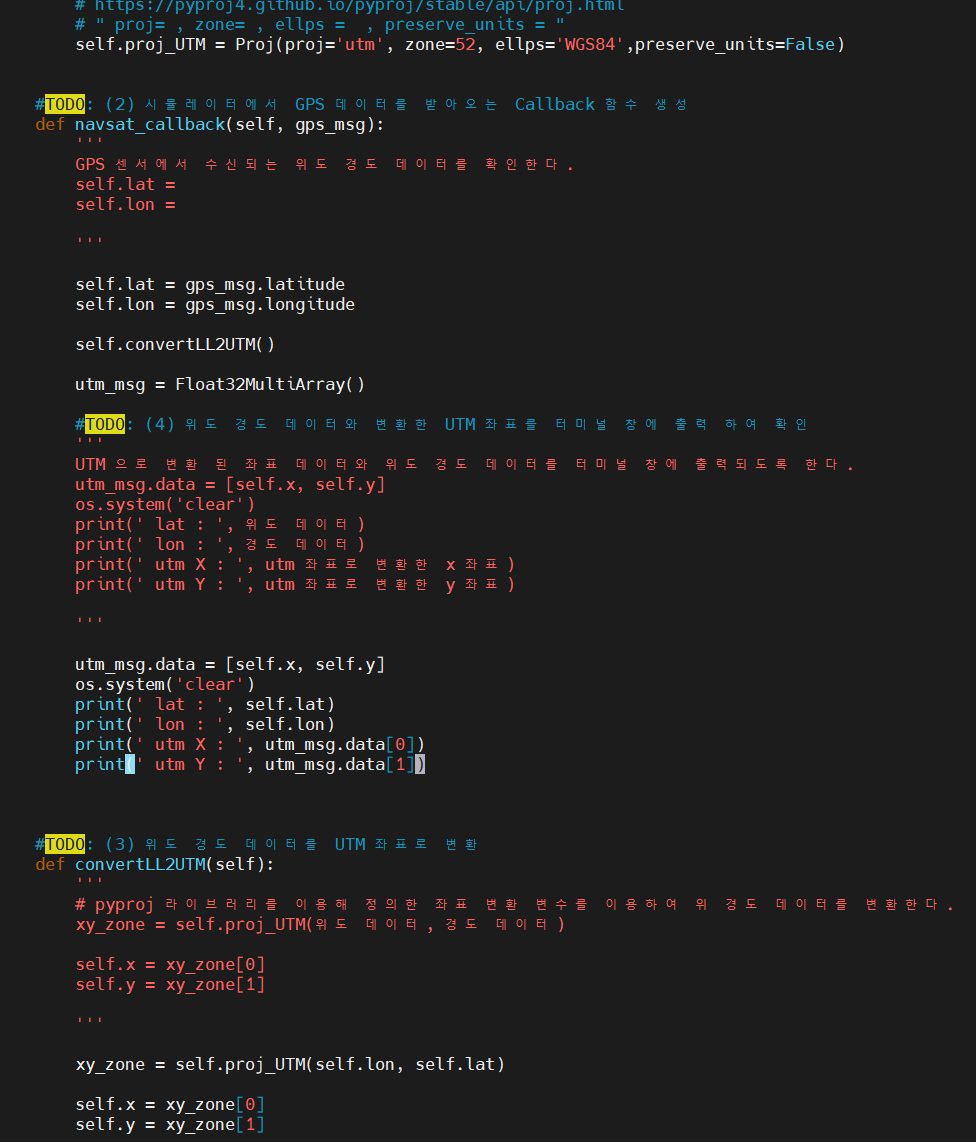 # https://pyproj4.github.io/pyproj/stable/api/proj.html
# " proj= , zone= , ellps =  , preserve_units = "
self.proj_UTM = Proj(proj='utm', zone=52, ellps='WGS84',preserve_units=False)
#TODO: (2) 시뮬레이터에서 GPS 데이터를 받아오는 Callback 함수 생성
def navsat_callback(self, gps_msg):
'''
GPS 센서에서 수신되는 위도 경도 데이터를 확인한다.
self.lat =
self.lon =
'''
self.lat = gps_msg.latitude
self.lon = gps_msg.longitude
self.convertLL2UTM()
utm_msg = Float32MultiArray()
#TODO: (4) 위도 경도 데이터와 변환한 UTM 좌표를 터미널 창에 출력 하여 확인
'''
UTM 으로 변환 된 좌표 데이터와 위도 경도 데이터를 터미널 창에 출력되도록 한다.
utm_msg.data = [self.x, self.y]
os.system('clear')
print(' lat : ', 위도 데이터)
print(' lon : ', 경도 데이터)
print(' utm X : ', utm 좌표로 변환한 x 좌표)
print(' utm Y : ', utm 좌표로 변환한 y 좌표)
'''
utm_msg.data = [self.x, self.y]
os.system('clear')
print(' lat : ', self.lat)
print(' lon : ', self.lon)
print(' utm X : ', utm_msg.data[0])
print(' utm Y : ', utm_msg.data[1])
#TODO: (3) 위도 경도 데이터를 UTM 좌표로 변환
def convertLL2UTM(self):
'''
# pyproj 라이브러리를 이용해 정의한 좌표 변환 변수를 이용하여 위 경도 데이터를 변환한다.
xy_zone = self.proj_UTM(위도 데이터, 경도 데이터)
self.x = xy_zone[0]
self.y = xy_zone[1]
'''
xy_zone = self.proj_UTM(self.lon, self.lat)
self.x = xy_zone[0]
self.y = xy_zone[1]